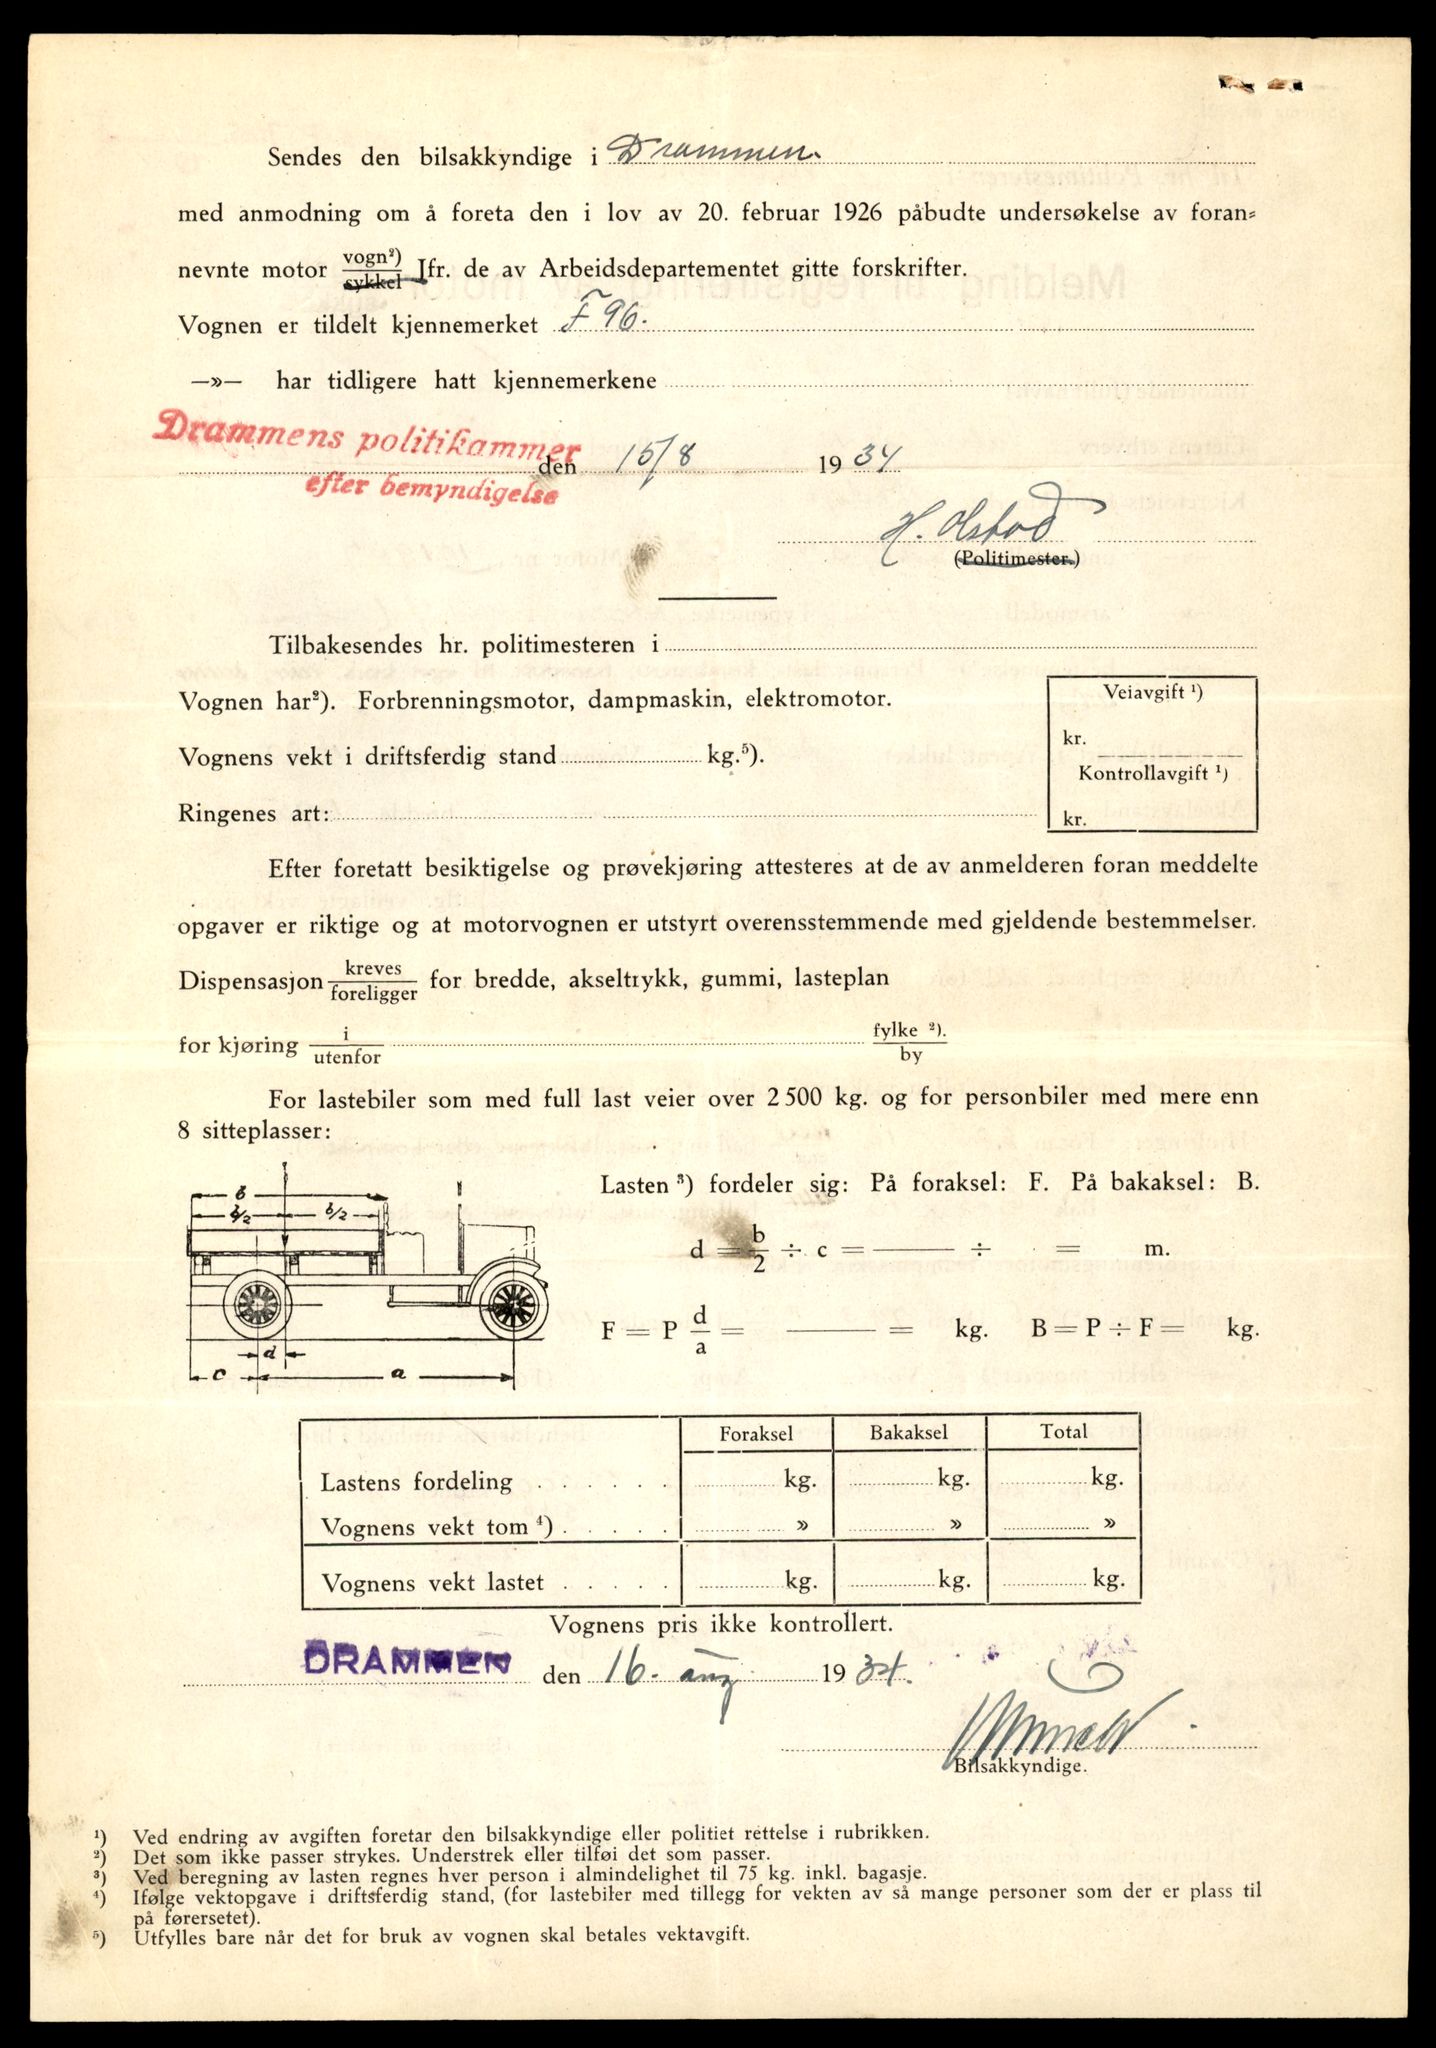 Sendes den bilsakkyndige i Drammen.
med anmodning om å foreta den i lov av 20. februar 1926 påbudte undersøkelse av foran=
nevnte motor vogn²)/sykkel Jfr. de av Arbeidsdepartementet gitte forskrifter.
Vognen er tildelt kjennemerket F 96.
—»— har tidligere hatt kjennemerkene
Drammens politikammer
den 15/8 1934
efter bemyndigelse
H. Olstad
(Politimester.)
Tilbakesendes hr. politimesteren i
Vognen har²). Forbrenningsmotor, dampmaskin, elektromotor.
Veiavgift ¹)
kr.
Vognens vekt i driftsferdig stand kg.⁵).
Kontrollavgift ¹)
kr.
Ringenes art:
Efter foretatt besiktigelse og prøvekjøring attesteres at de av anmelderen foran meddelte
opgaver er riktige og at motorvognen er utstyrt overensstemmende med gjeldende bestemmelser.
Dispensasjon kreves/foreligger for bredde, akseltrykk, gummi, lasteplan
for kjøring i/utenfor fylke ²)./by
For lastebiler som med full last veier over 2 500 kg. og for personbiler med mere enn
8 sitteplasser:
b
b/2 b/2
d
c a
Lasten ³) fordeler sig: På foraksel: F. På bakaksel: B.
d = b/2 ÷ c = ——— ÷ = m.
F = P d/a = ——— = kg. B = P ÷ F = kg.
Foraksel Bakaksel Total
Lastens fordeling . . . . . . kg. kg. kg.
Vognens vekt tom ⁴) . . . . . » » »
Vognens vekt lastet . . . . . kg. kg. kg.
Vognens pris ikke kontrollert.
DRAMMEN den 16. aug. 1934.
Bilsakkyndige.
¹) Ved endring av avgiften foretar den bilsakkyndige eller politiet rettelse i rubrikken.
²) Det som ikke passer strykes. Understrek eller tilføi det som passer.
³) Ved beregning av lasten regnes hver person i almindelighet til 75 kg. inkl. bagasje.
⁴) Ifølge vektopgave i driftsferdig stand, (for lastebiler med tillegg for vekten av så mange personer som der er plass til
på førersetet).
⁵) Utfylles bare når det for bruk av vognen skal betales vektavgift.